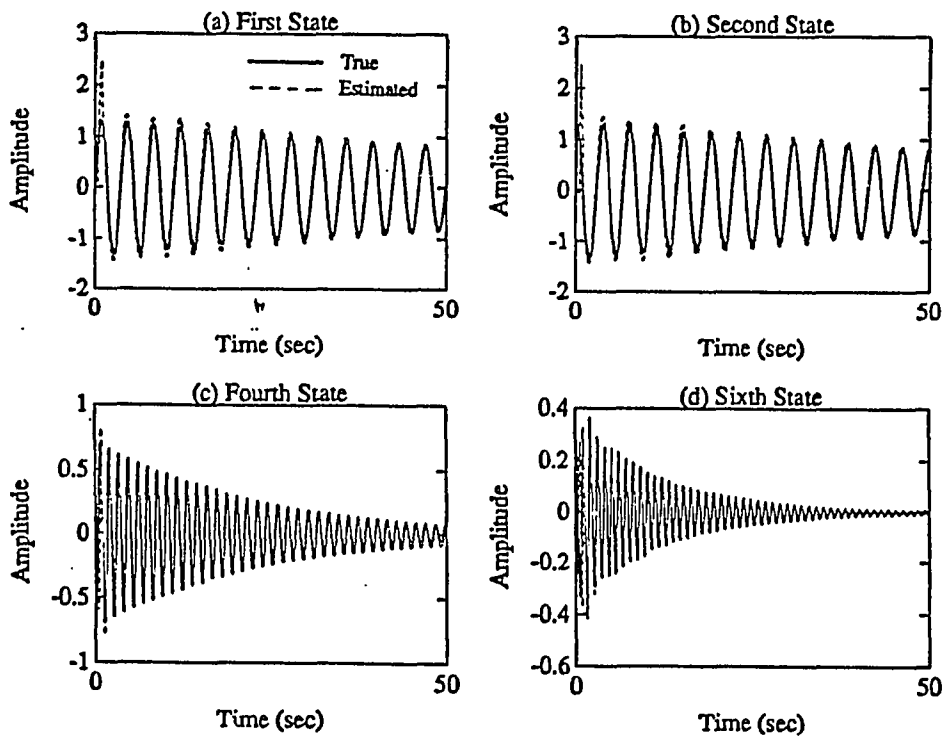 (a) First State
3
2
1
0
-1
-2
Amplitude
True
Estimated
0
50
Time (sec)
(b) Second State
3
2
1
0
-1
-2
Amplitude
0
50
Time (sec)
(c) Fourth State
1
0.5
0
-0.5
-1
Amplitude
0
50
Time (sec)
(d) Sixth State
0.4
0.2
0
-0.2
-0.4
-0.6
Amplitude
0
50
Time (sec)